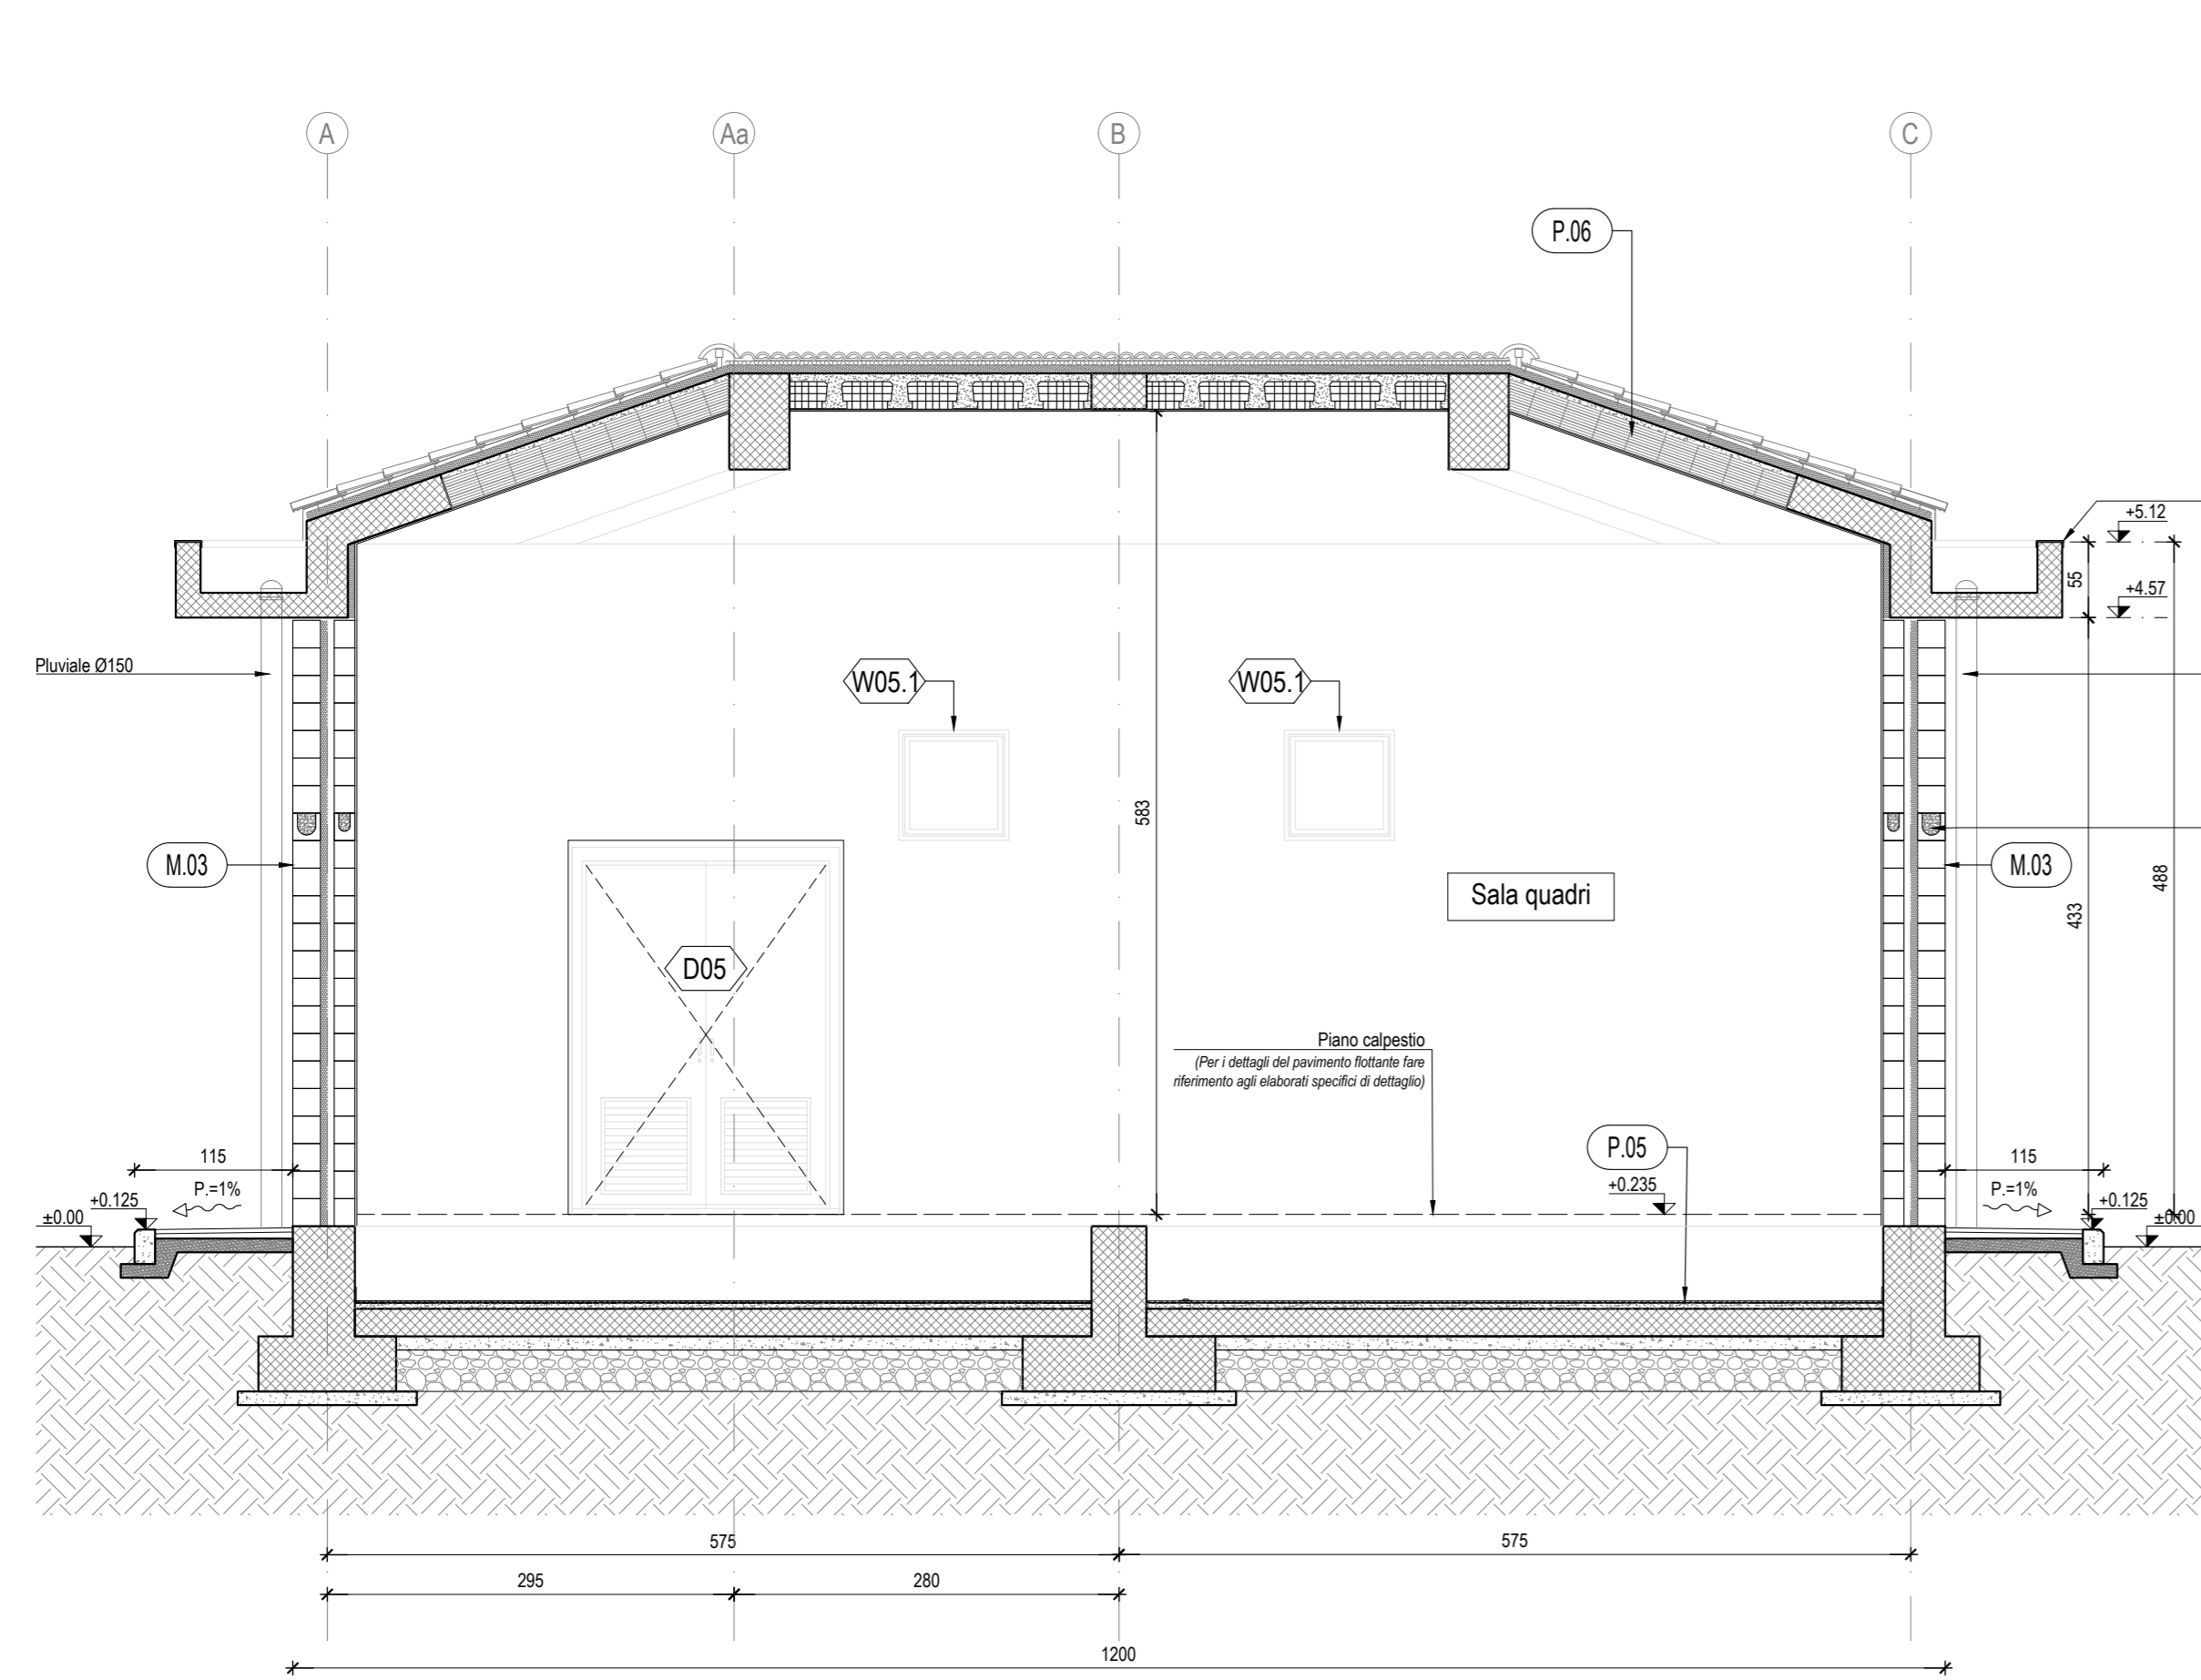 A
Aa
B
C
P.06
+5.12
55
+4.57
Pluviale Ø150
W05.1
W05.1
583
M.03
Sala quadri
M.03
488
433
D05
Piano calpestio
(Per i dettagli del pavimento flottante fare
riferimento agli elaborati specifici di dettaglio)
P.05
+0.235
115
P.=1%
+0.125
±0.00
115
P.=1%
+0.125
±0.00
575
575
295
280
1200